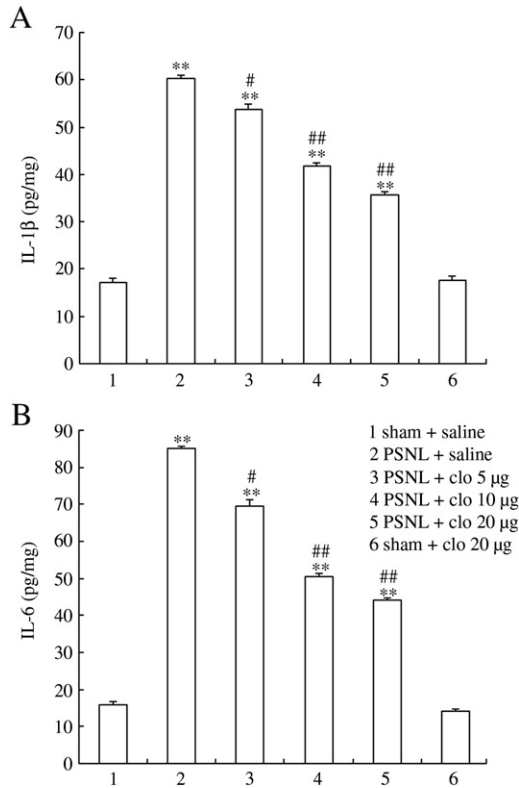 A
70
60
50
40
30
20
10
0
IL-1β (pg/mg)
**
#
**
##
**
##
**
1 2 3 4 5 6
B
90
80
70
60
50
40
30
20
10
0
IL-6 (pg/mg)
**
#
**
##
**
##
**
1 sham + saline
2 PSNL + saline
3 PSNL + clo 5 μg
4 PSNL + clo 10 μg
5 PSNL + clo 20 μg
6 sham + clo 20 μg
1 2 3 4 5 6